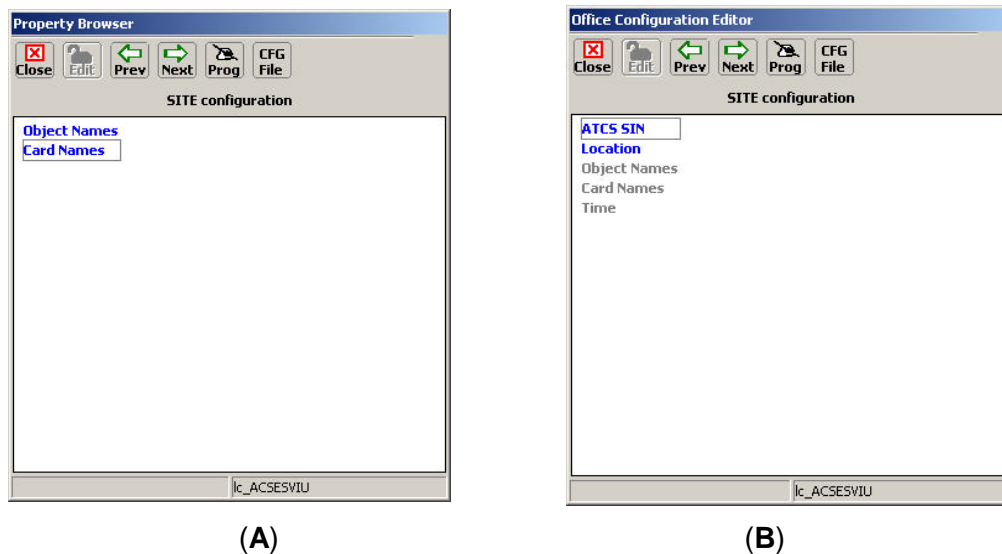 Property Browser
Close Edit Prev Next Prog CFG File
SITE configuration
Object Names
Card Names
lc_ACSESVIU
(A)
Office Configuration Editor
Close Edit Prev Next Prog CFG File
SITE configuration
ATCS SIN
Location
Object Names
Card Names
Time
lc_ACSESVIU
(B)